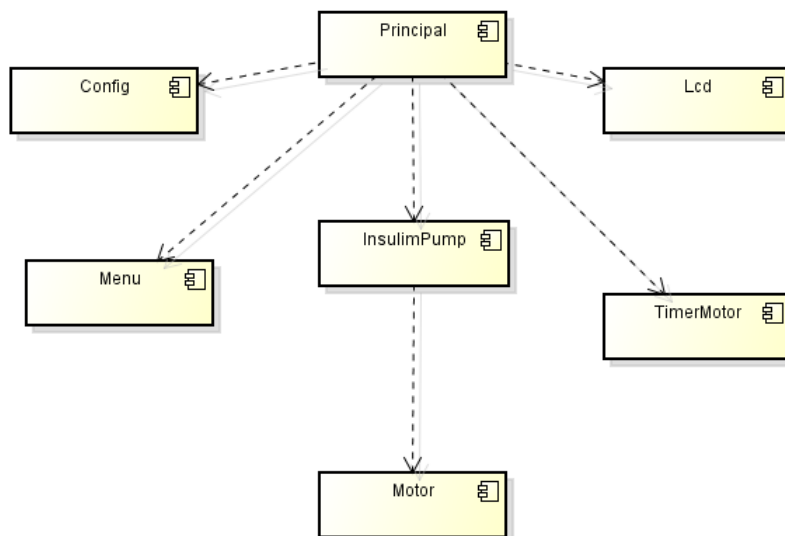 Principal
Config
Lcd
InsulimPump
Menu
TimerMotor
Motor